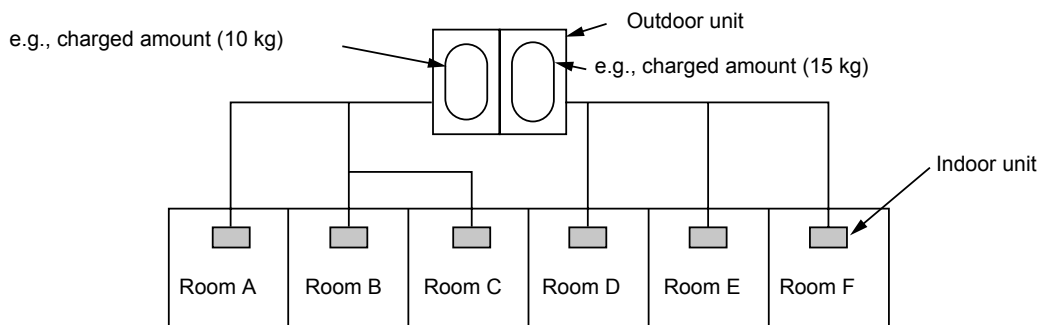 Outdoor unit
e.g., charged amount (10 kg)
e.g., charged amount (15 kg)
Indoor unit
Room A
Room B
Room C
Room D
Room E
Room F